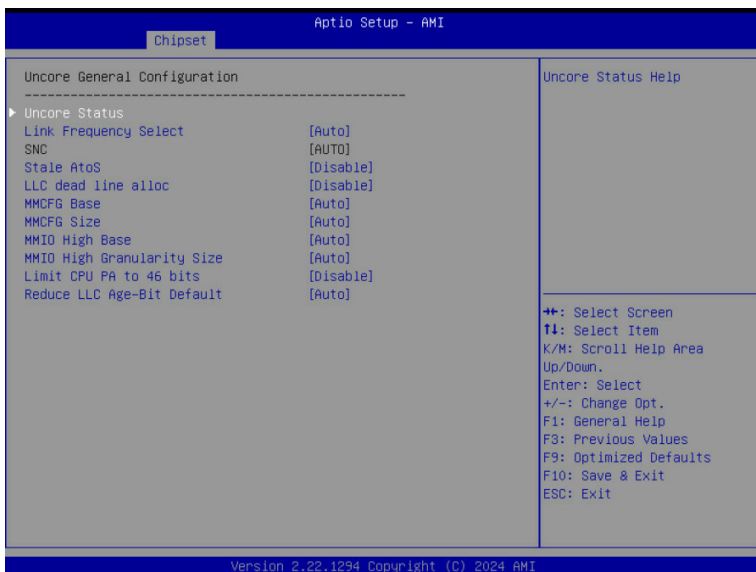 Aptio Setup - AMI
Chipset
Uncore General Configuration
--------------------------------------------------
Uncore Status
Link Frequency Select [Auto]
SNC [AUTO]
Stale AtoS [Disable]
LLC dead line alloc [Disable]
MMCFG Base [Auto]
MMCFG Size [Auto]
MMIO High Base [Auto]
MMIO High Granularity Size [Auto]
Limit CPU PA to 46 bits [Disable]
Reduce LLC Age-Bit Default [Auto]
Uncore Status Help
→←: Select Screen
↑↓: Select Item
K/M: Scroll Help Area
Up/Down.
Enter: Select
+/-: Change Opt.
F1: General Help
F3: Previous Values
F9: Optimized Defaults
F10: Save & Exit
ESC: Exit
Version 2.22.1294 Copyright (C) 2024 AMI